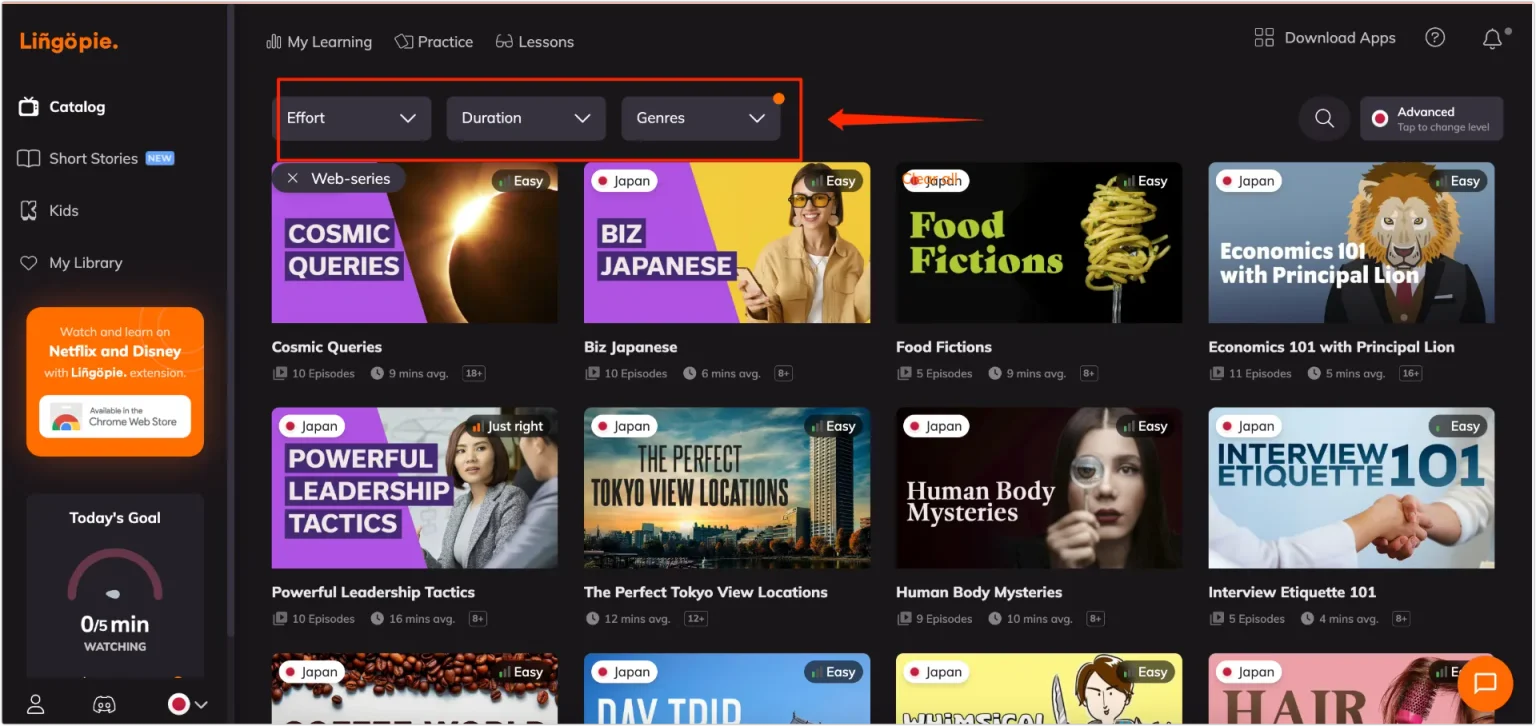 Liñgöpie.
My Learning
Practice
Lessons
Download Apps
Catalog
Short Stories NEW
Kids
My Library
Watch and learn on
Netflix and Disney
with Liñgöpie. extension.
Available in the
Chrome Web Store
Today's Goal
0/5 min
WATCHING
Effort
Duration
Genres
Advanced
Tap to change level
Web-series
Easy
COSMIC
QUERIES
Cosmic Queries
10 Episodes
9 mins avg.
18+
Japan
Easy
BIZ
JAPANESE
Biz Japanese
10 Episodes
6 mins avg.
8+
Clear all
Japan
Easy
Food
Fictions
Food Fictions
5 Episodes
9 mins avg.
8+
Japan
Easy
Economics 101
with Principal Lion
Economics 101 with Principal Lion
11 Episodes
5 mins avg.
16+
Japan
Just right
POWERFUL
LEADERSHIP
TACTICS
Powerful Leadership Tactics
10 Episodes
16 mins avg.
8+
Japan
Easy
THE PERFECT
TOKYO VIEW LOCATIONS
The Perfect Tokyo View Locations
12 mins avg.
12+
Japan
Easy
Human Body
Mysteries
Human Body Mysteries
9 Episodes
10 mins avg.
8+
Japan
Easy
INTERVIEW
ETIQUETTE 101
Interview Etiquette 101
5 Episodes
4 mins avg.
8+
Japan
Easy
COFFEE WORLD
Japan
Easy
DAY TRIP
Japan
Easy
WHIMSICAL
Japan
HAIR